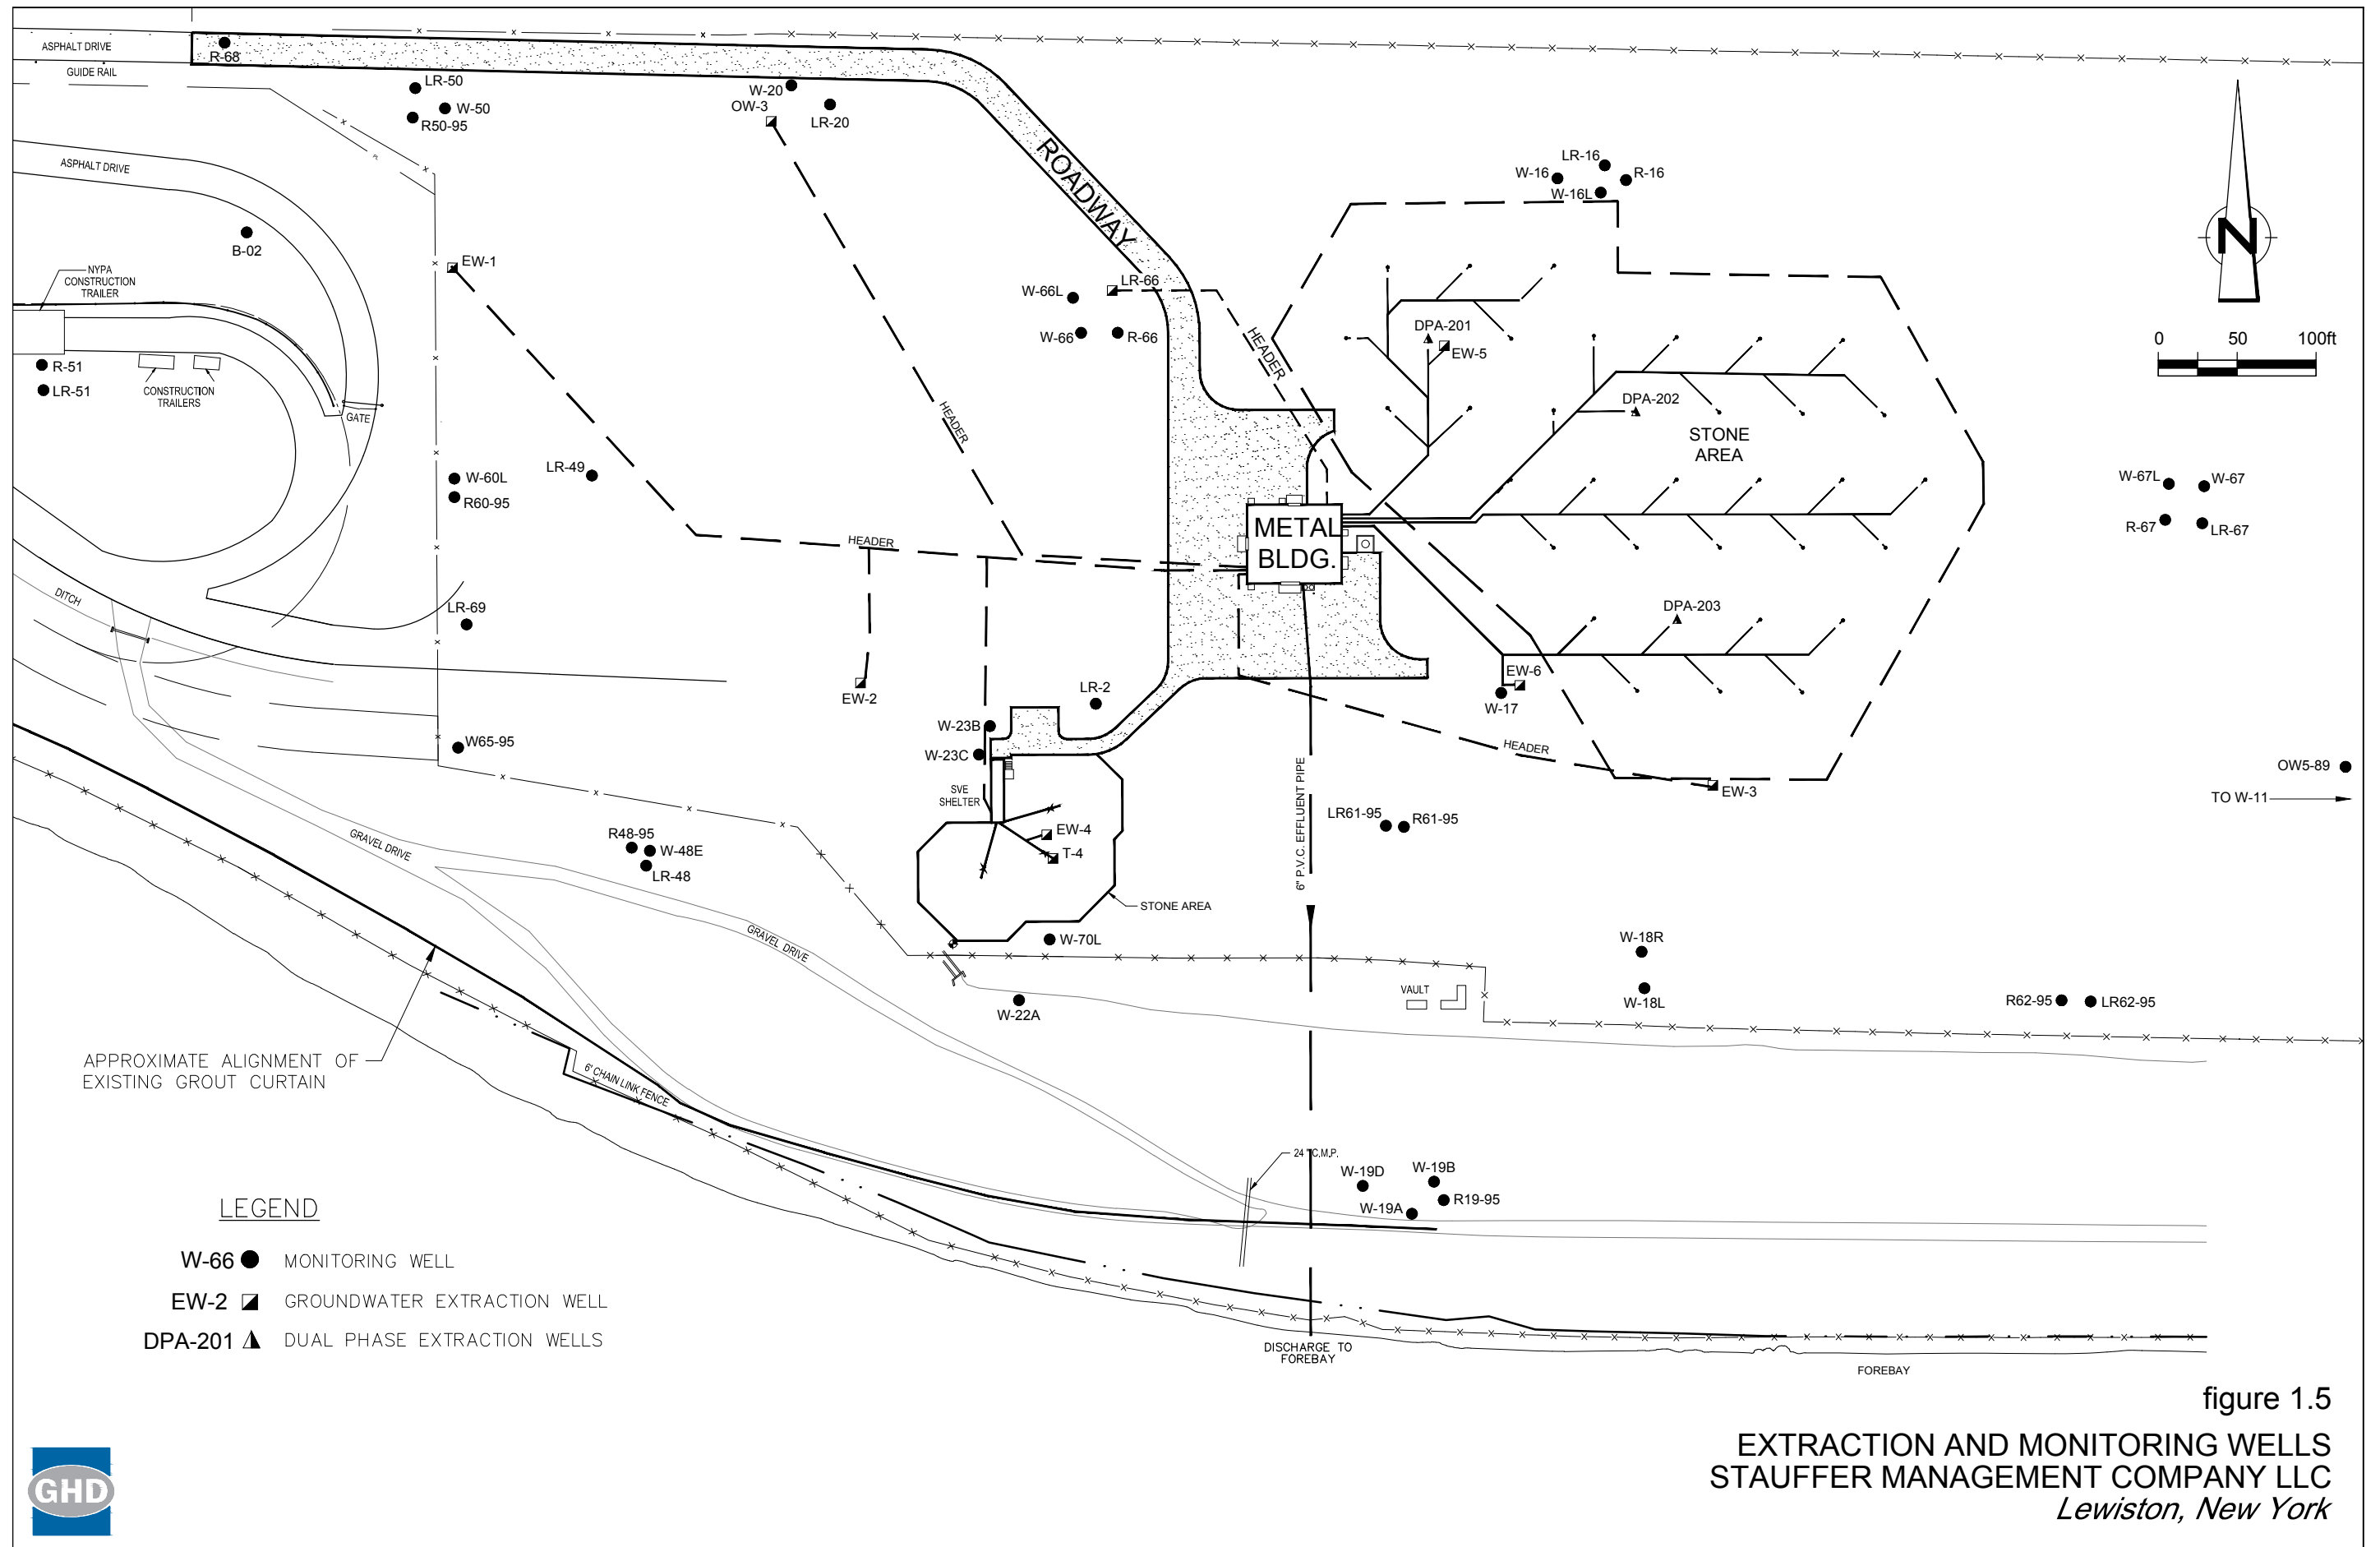 ASPHALT DRIVE
R-68
GUIDE RAIL
LR-50
W-50
R50-95
W-20
OW-3
LR-20
ROADWAY
ASPHALT DRIVE
B-02
NYPA
CONSTRUCTION
TRAILER
EW-1
R-51
LR-51
CONSTRUCTION
TRAILERS
GATE
W-66L
LR-66
W-66
R-66
HEADER
HEADER
LR-16
W-16
R-16
W-16L
DPA-201
EW-5
DPA-202
STONE
AREA
N
0 50 100ft
W-67L
W-67
R-67
LR-67
W-60L
R60-95
LR-49
HEADER
METAL
BLDG.
DITCH
LR-69
EW-2
LR-2
W-23B
W-23C
W65-95
DPA-203
EW-6
W-17
HEADER
EW-3
OW5-89
TO W-11
SVE
SHELTER
EW-4
T-4
STONE AREA
W-70L
6" P.V.C. EFFLUENT PIPE
LR61-95
R61-95
R48-95
W-48E
LR-48
GRAVEL DRIVE
GRAVEL DRIVE
W-22A
VAULT
W-18R
W-18L
R62-95
LR62-95
APPROXIMATE ALIGNMENT OF
EXISTING GROUT CURTAIN
6' CHAIN LINK FENCE
24 "C.M.P.
W-19D
W-19B
R19-95
W-19A
DISCHARGE TO
FOREBAY
FOREBAY
LEGEND
W-66 MONITORING WELL
EW-2 GROUNDWATER EXTRACTION WELL
DPA-201 DUAL PHASE EXTRACTION WELLS
figure 1.5
EXTRACTION AND MONITORING WELLS
STAUFFER MANAGEMENT COMPANY LLC
Lewiston, New York
GHD